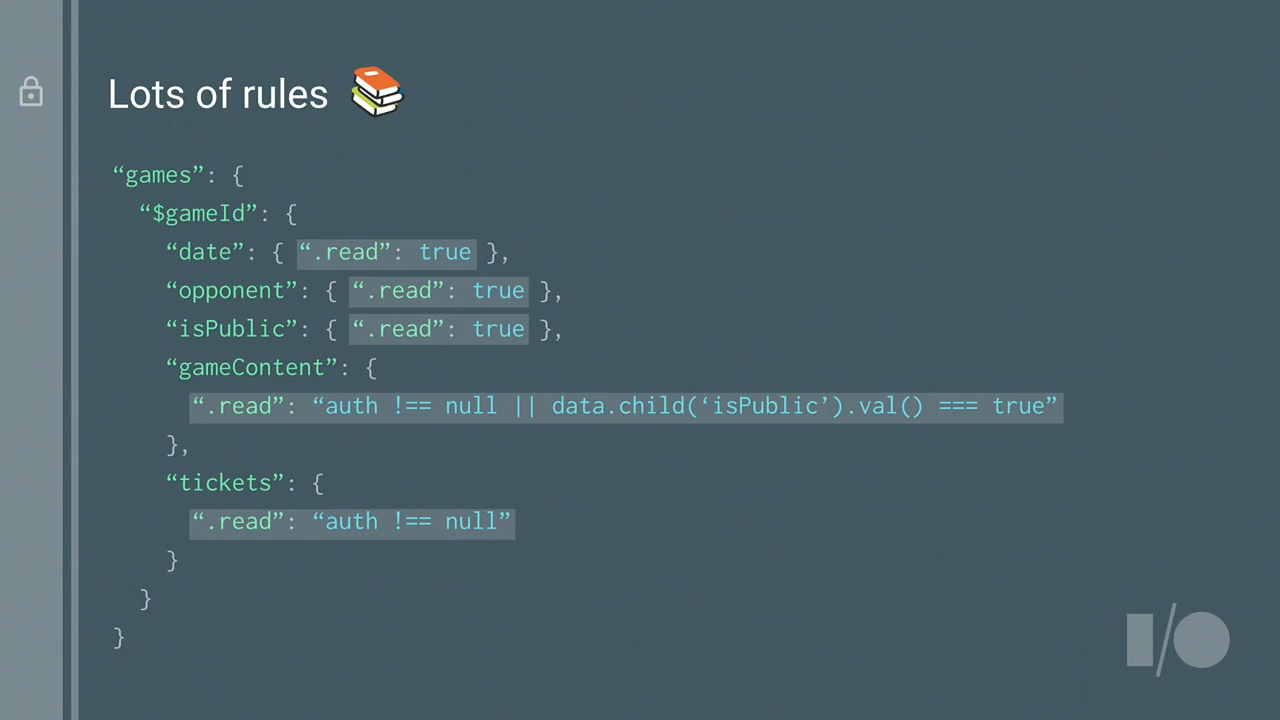 Lots of rules
“games”: {
“$gameId”: {
“date”: { “.read”: true },
“opponent”: { “.read”: true },
“isPublic”: { “.read”: true },
“gameContent”: {
“.read”: “auth !== null || data.child(‘isPublic’).val() === true”
},
“tickets”: {
“.read”: “auth !== null”
}
}
}
I/O